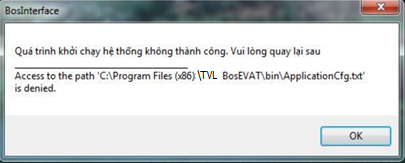 BosInterface
Quá trình khởi chạy hệ thống không thành công. Vui lòng quay lại sau
Access to the path 'C:\Program Files (x86)\TVL BosEVAT\bin\ApplicationCfg.txt'
is denied.
OK